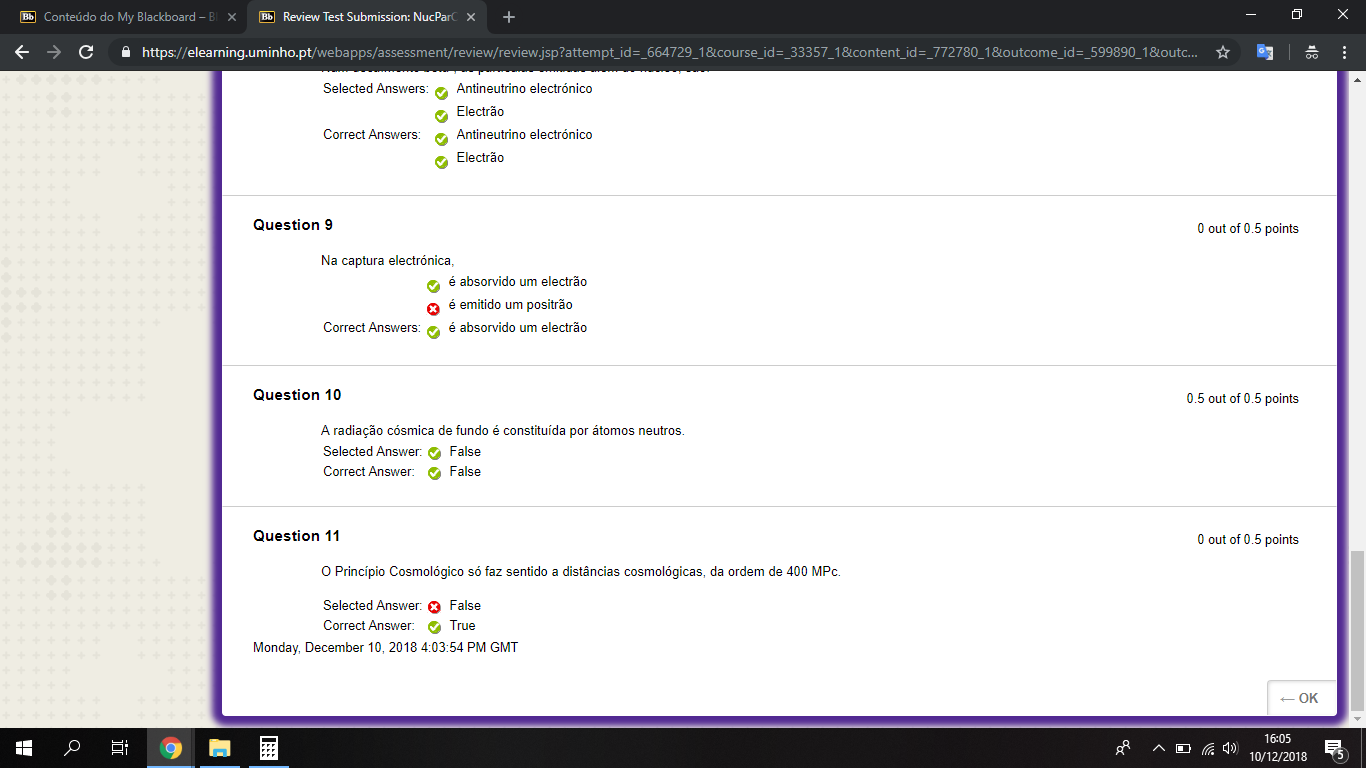 Conteúdo do My Blackboard – Bl
Review Test Submission: NucParC
https://elearning.uminho.pt/webapps/assessment/review/review.jsp?attempt_id=_664729_1&course_id=_33357_1&content_id=_772780_1&outcome_id=_599890_1&outc...
Selected Answers: Antineutrino electrónico
Electrão
Correct Answers: Antineutrino electrónico
Electrão
Question 9
0 out of 0.5 points
Na captura electrónica,
é absorvido um electrão
é emitido um positrão
Correct Answers: é absorvido um electrão
Question 10
0.5 out of 0.5 points
A radiação cósmica de fundo é constituída por átomos neutros.
Selected Answer: False
Correct Answer: False
Question 11
0 out of 0.5 points
O Princípio Cosmológico só faz sentido a distâncias cosmológicas, da ordem de 400 MPc.
Selected Answer: False
Correct Answer: True
Monday, December 10, 2018 4:03:54 PM GMT
← OK
16:05
10/12/2018
5